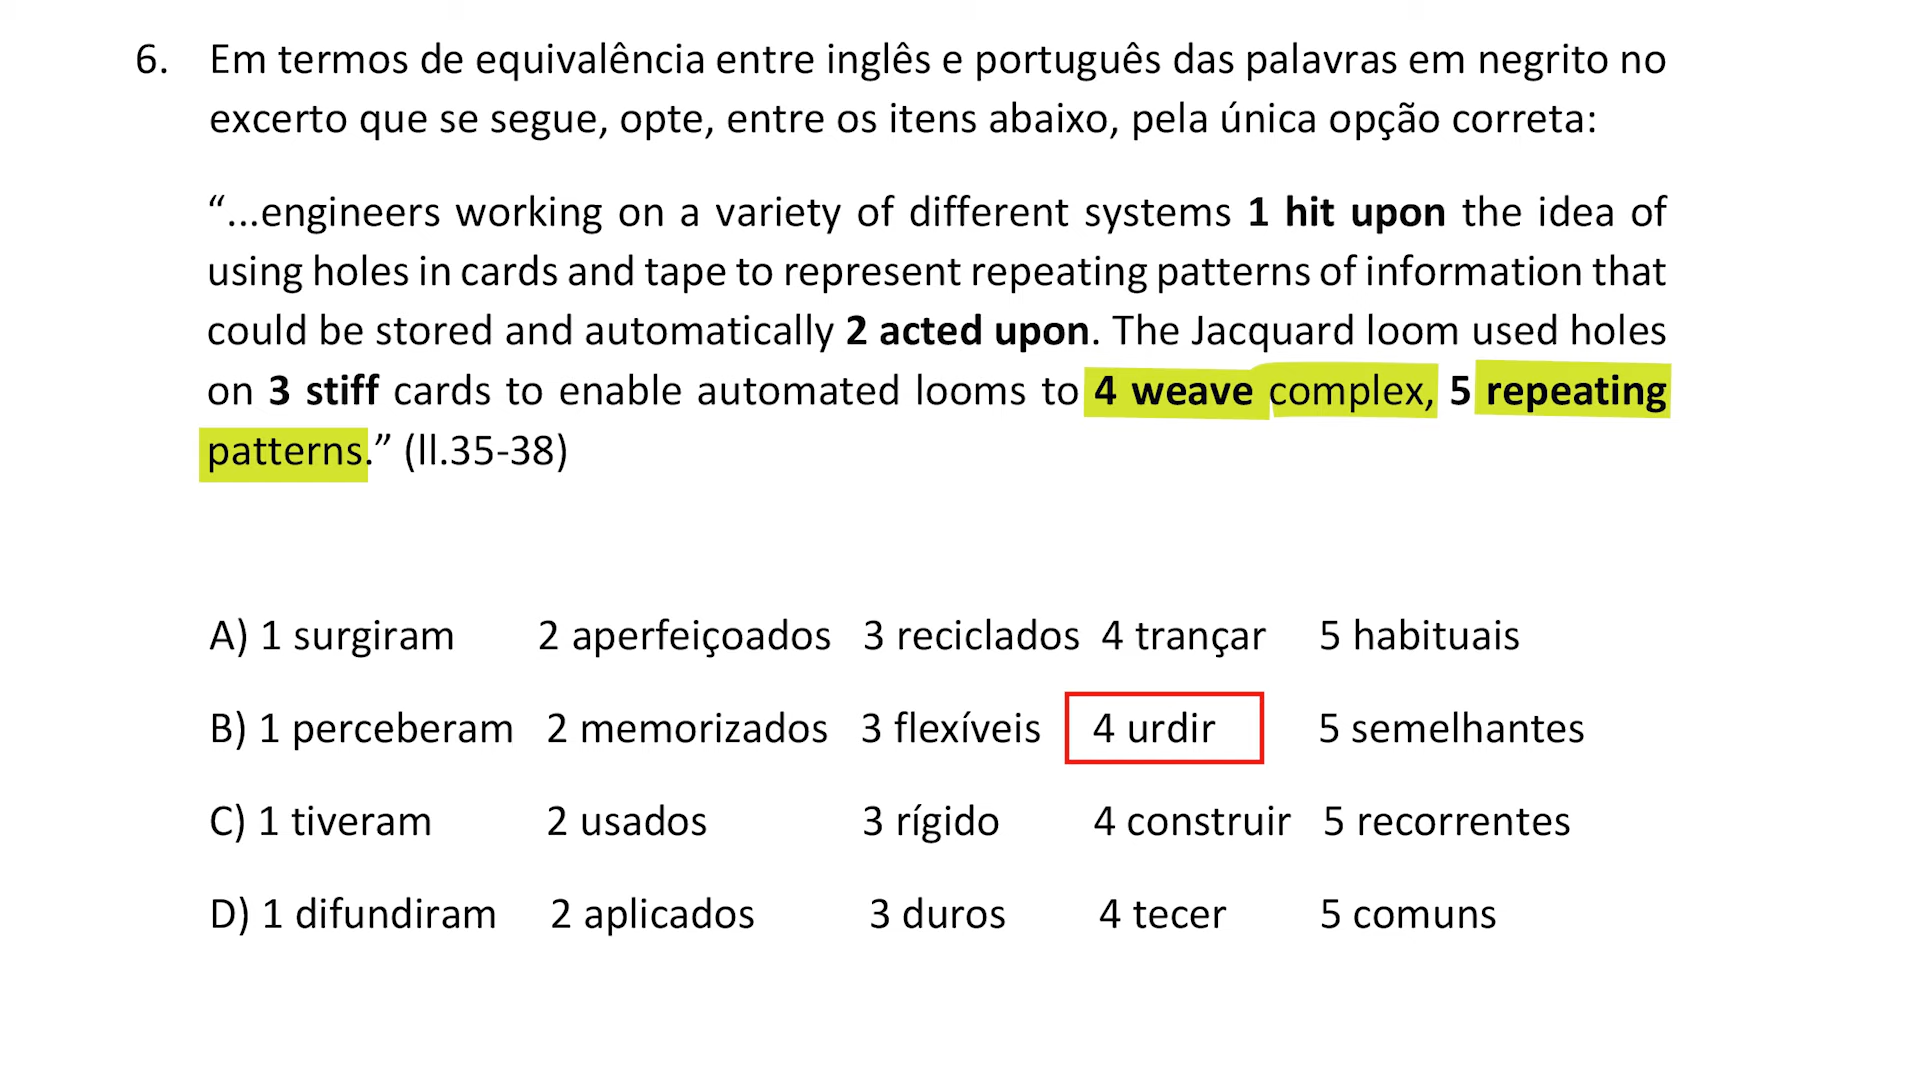 6. Em termos de equivalência entre inglês e português das palavras em negrito no
excerto que se segue, opte, entre os itens abaixo, pela única opção correta:
“...engineers working on a variety of different systems 1 hit upon the idea of
using holes in cards and tape to represent repeating patterns of information that
could be stored and automatically 2 acted upon. The Jacquard loom used holes
on 3 stiff cards to enable automated looms to 4 weave complex, 5 repeating
patterns.” (ll.35-38)
A) 1 surgiram 2 aperfeiçoados 3 reciclados 4 trançar 5 habituais
B) 1 perceberam 2 memorizados 3 flexíveis 4 urdir 5 semelhantes
C) 1 tiveram 2 usados 3 rígido 4 construir 5 recorrentes
D) 1 difundiram 2 aplicados 3 duros 4 tecer 5 comuns